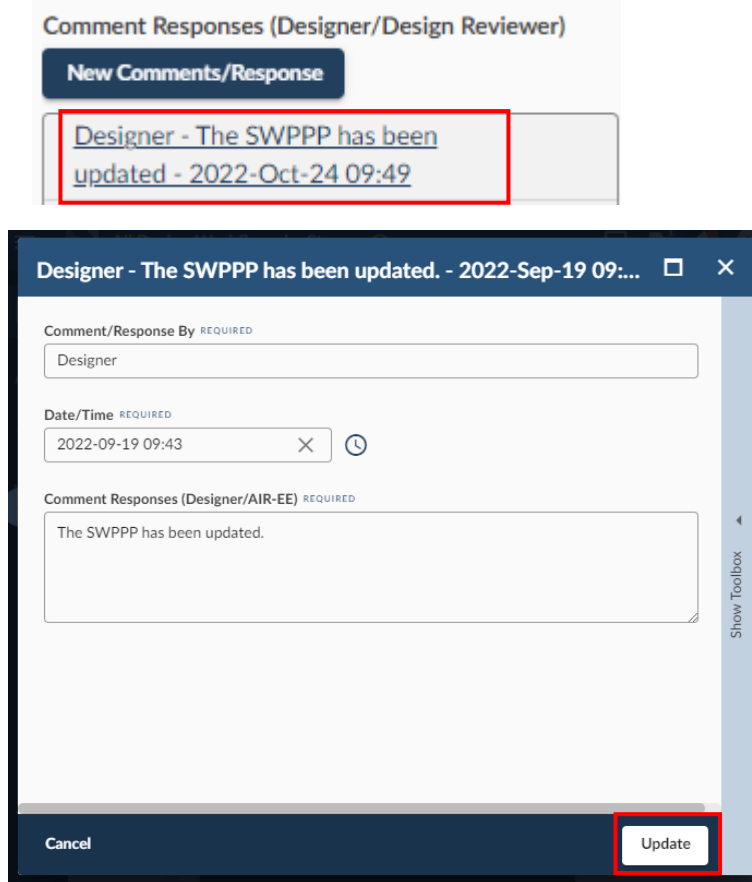 Comment Responses (Designer/Design Reviewer)
New Comments/Response
Designer - The SWPPP has been
updated - 2022-Oct-24 09:49
Designer - The SWPPP has been updated. - 2022-Sep-19 09:...
Comment/Response By REQUIRED
Designer
Date/Time REQUIRED
2022-09-19 09:43
Comment Responses (Designer/AIR-EE) REQUIRED
The SWPPP has been updated.
Show Toolbox
Cancel
Update